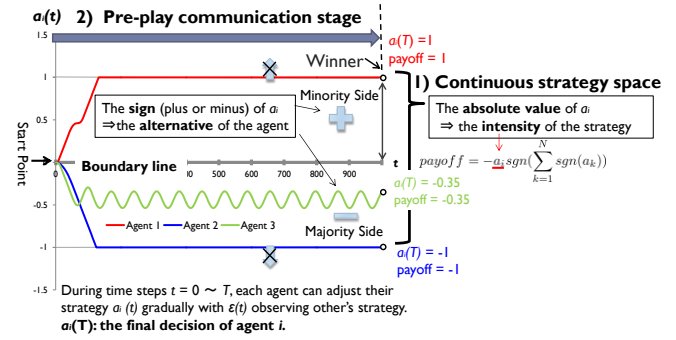 aᵢ(t) 2) Pre-play communication stage
1.5
1
0.5
0
-0.5
-1
-1.5
Start Point
Winner
aᵢ(T) =1
payoff = 1
1) Continuous strategy space
Minority Side
The sign (plus or minus) of aᵢ
⇒ the alternative of the agent
The absolute value of aᵢ
⇒ the intensity of the strategy
payoff = −aᵢsgn(∑_{k=1}^{N} sgn(aₖ))
Boundary line
t
0 100 200 300 400 500 600 700 800 900
aᵢ(T) = -0.35
payoff = -0.35
Agent 1 Agent 2 Agent 3
Majority Side
aᵢ(T) = -1
payoff = -1
During time steps t = 0 ～ T, each agent can adjust their
strategy aᵢ (t) gradually with ε(t) observing other's strategy.
aᵢ(T): the final decision of agent i.